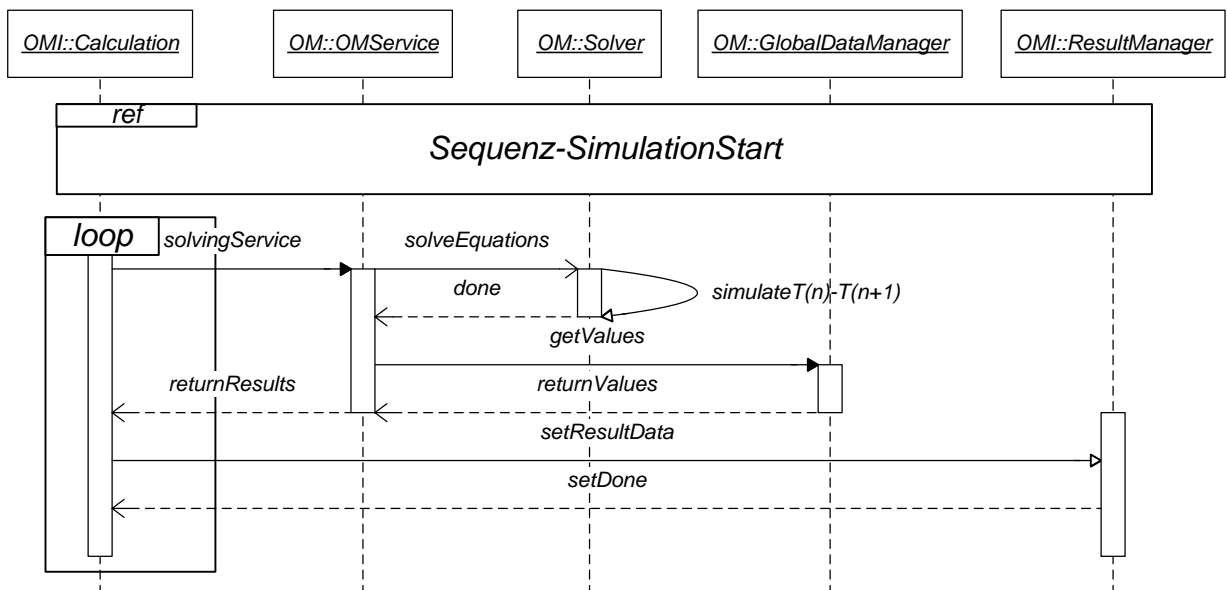 OMI::Calculation
OM::OMService
OM::Solver
OM::GlobalDataManager
OMI::ResultManager
ref
Sequenz-SimulationStart
loop
solvingService
solveEquations
done
simulateT(n)-T(n+1)
getValues
returnResults
returnValues
setResultData
setDone